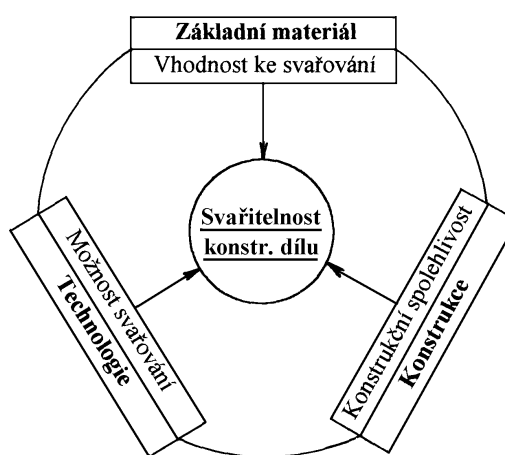 Základní materiál
Vhodnost ke svařování
Svařitelnost
konstr. dílu
Možnost svařování
Technologie
Konstrukční spolehlivost
Konstrukce